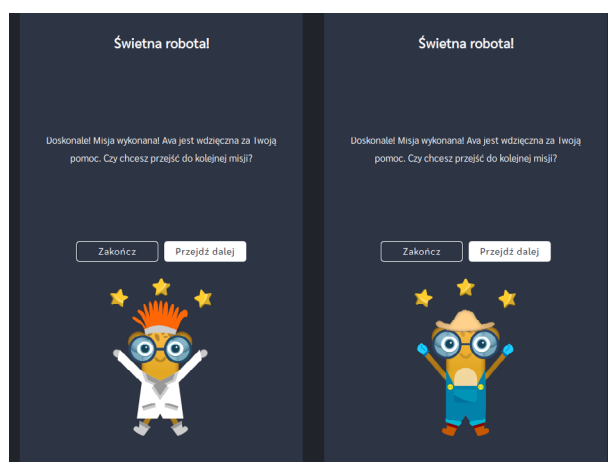 Świetna robota!
Doskonale! Misja wykonana! Ava jest wdzięczna za Twoją
pomoc. Czy chcesz przejść do kolejnej misji?
Zakończ
Przejdź dalej
Świetna robota!
Doskonale! Misja wykonana! Ava jest wdzięczna za Twoją
pomoc. Czy chcesz przejść do kolejnej misji?
Zakończ
Przejdź dalej